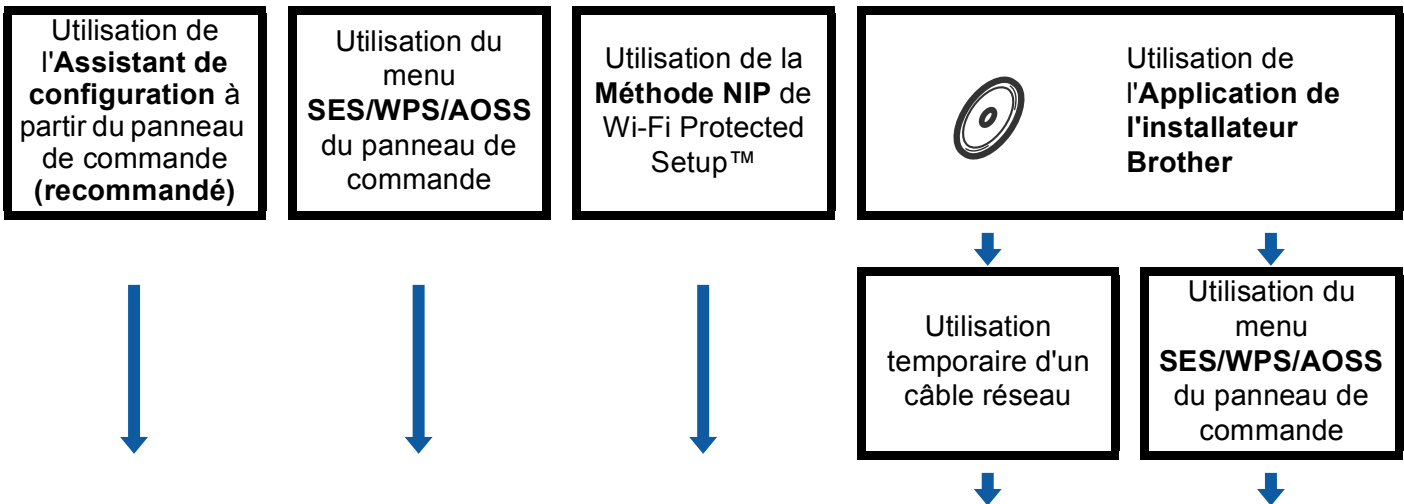 Utilisation de
l'Assistant de
configuration à
partir du panneau
de commande
(recommandé)
Utilisation du
menu
SES/WPS/AOSS
du panneau de
commande
Utilisation de la
Méthode NIP de
Wi-Fi Protected
Setup™
Utilisation de
l'Application de
l'installateur
Brother
Utilisation
temporaire d'un
câble réseau
Utilisation du
menu
SES/WPS/AOSS
du panneau de
commande